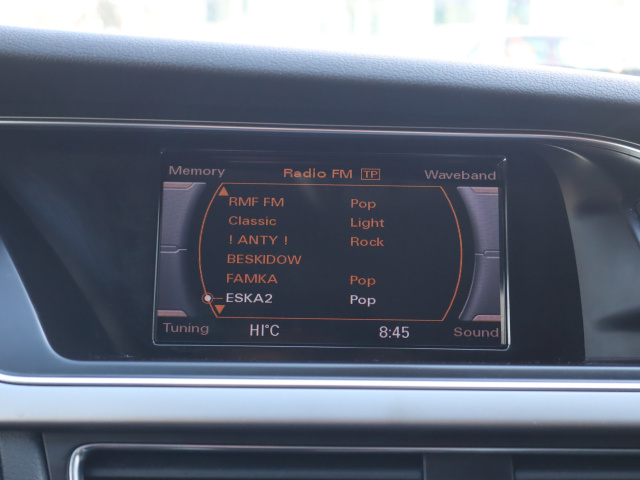 Memory Radio FM TP Waveband
RMF FM Pop
Classic Light
! ANTY ! Rock
BESKIDOW
FAMKA Pop
ESKA2 Pop
Tuning HI°C 8:45 Sound